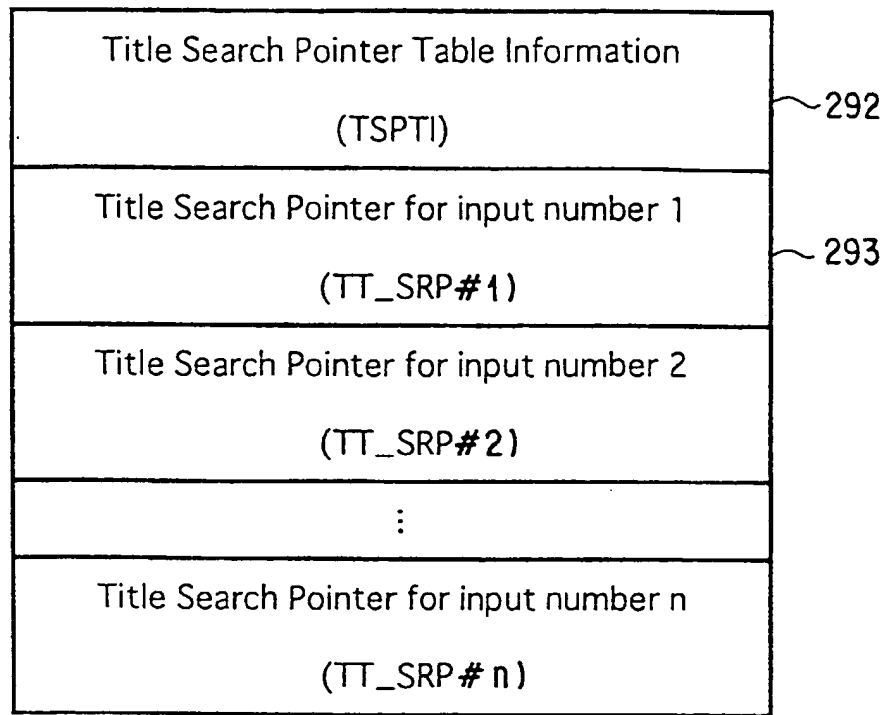 Title Search Pointer Table Information
(TSPTI)
292
Title Search Pointer for input number 1
(TT_SRP#1)
293
Title Search Pointer for input number 2
(TT_SRP#2)
⋮
Title Search Pointer for input number n
(TT_SRP#n)